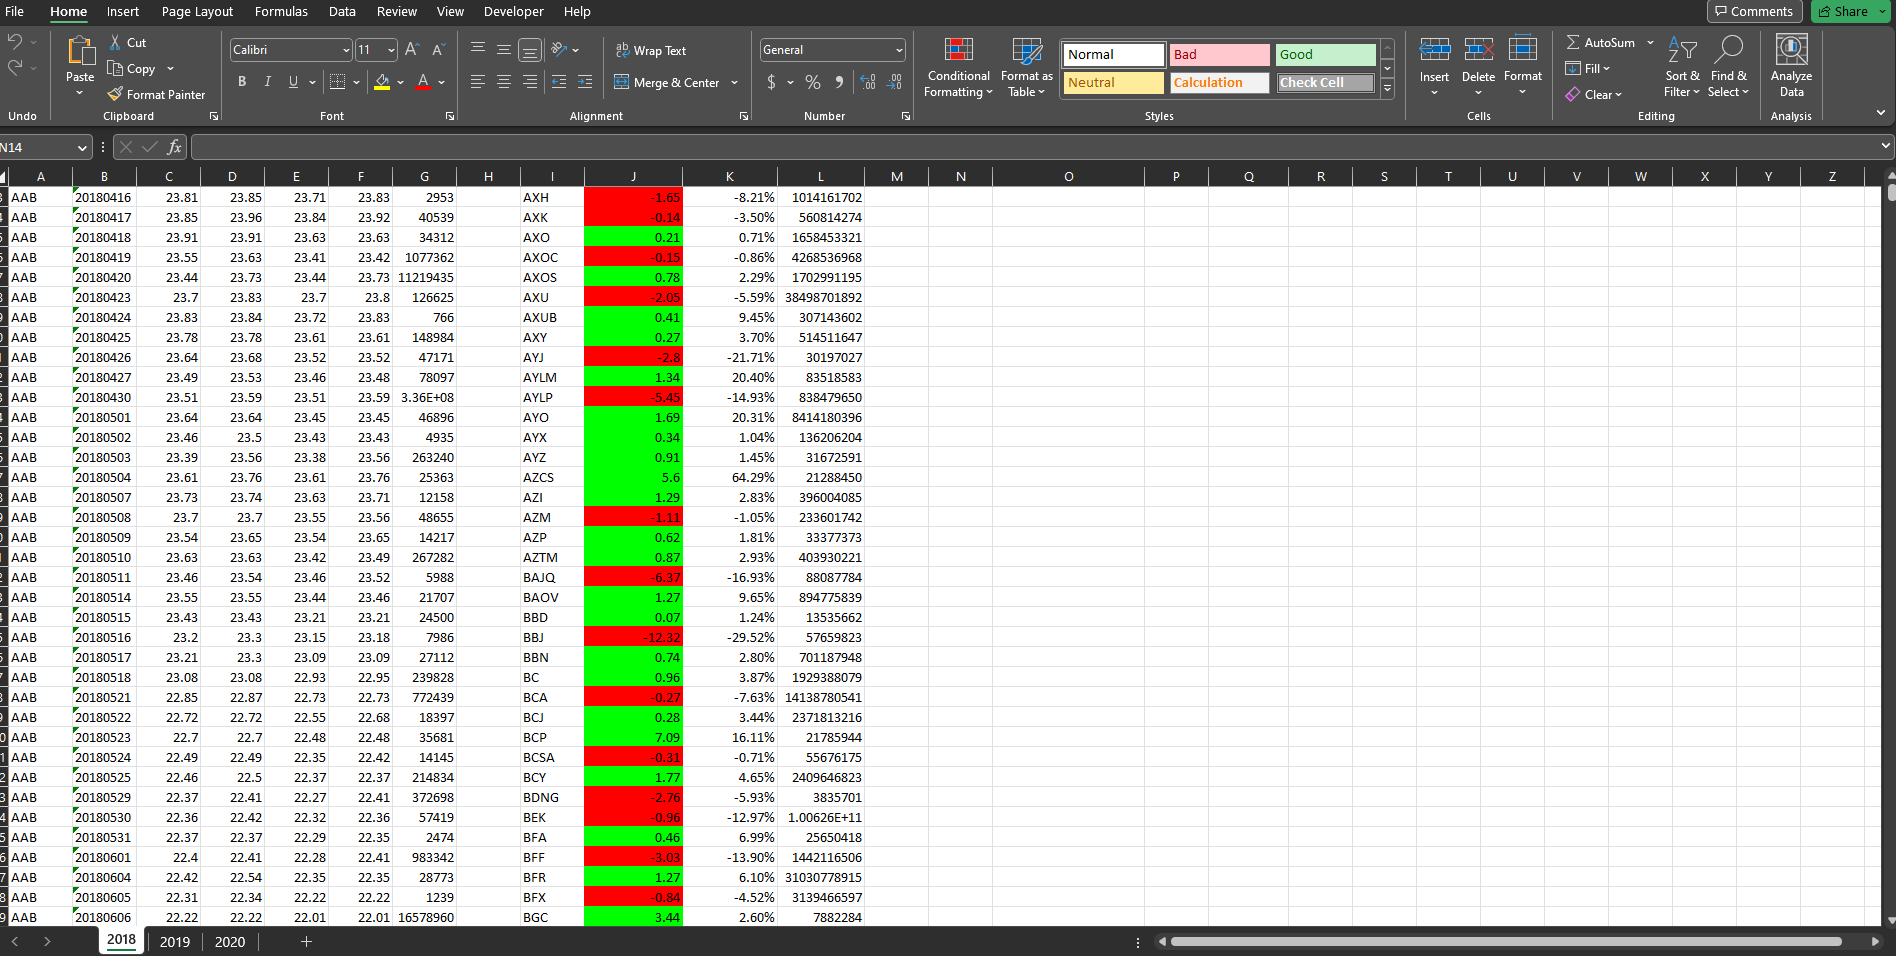 File Home Insert Page Layout Formulas Data Review View Developer Help Comments Share
Paste Cut Copy Format Painter
Calibri 11 B I U A A
Wrap Text Merge & Center
General $ %
Conditional Formatting Format as Table
Normal Bad Good
Neutral Calculation Check Cell
Insert Delete Format
AutoSum Fill Clear Sort & Filter Find & Select
Analyze Data
Undo Clipboard Font Alignment Number Styles Cells Editing Analysis
N14 fx
A B C D E F G H I J K L M N O P Q R S T U V W X Y Z
AAB 20180416 23.81 23.85 23.71 23.83 2953 AXH -1.65 -8.21% 1014161702
AAB 20180417 23.85 23.96 23.84 23.92 40539 AXK -0.14 -3.50% 560814274
AAB 20180418 23.91 23.91 23.63 23.63 34312 AXO 0.21 0.71% 1658453321
AAB 20180419 23.55 23.63 23.41 23.42 1077362 AXOC -0.15 -0.86% 4268536968
AAB 20180420 23.44 23.73 23.44 23.73 11219435 AXOS 0.78 2.29% 1702991195
AAB 20180423 23.7 23.83 23.7 23.8 126625 AXU -2.05 -5.59% 38498701892
AAB 20180424 23.83 23.84 23.72 23.83 766 AXUB 0.41 9.45% 307143602
AAB 20180425 23.78 23.78 23.61 23.61 148984 AXY 0.27 3.70% 514511647
AAB 20180426 23.64 23.68 23.52 23.52 47171 AYJ -2.8 -21.71% 30197027
AAB 20180427 23.49 23.53 23.46 23.48 78097 AYLM 1.34 20.40% 83518583
AAB 20180430 23.51 23.59 23.51 23.59 3.36E+08 AYLP -5.45 -14.93% 838479650
AAB 20180501 23.64 23.64 23.45 23.45 46896 AYO 1.69 20.31% 8414180396
AAB 20180502 23.46 23.5 23.43 23.43 4935 AYX 0.34 1.04% 136206204
AAB 20180503 23.39 23.56 23.38 23.56 263240 AYZ 0.91 1.45% 31672591
AAB 20180504 23.61 23.76 23.61 23.76 25363 AZCS 5.6 64.29% 21288450
AAB 20180507 23.73 23.74 23.63 23.71 12158 AZI 1.29 2.83% 396004085
AAB 20180508 23.7 23.7 23.55 23.56 48655 AZM -1.11 -1.05% 233601742
AAB 20180509 23.54 23.65 23.54 23.65 14217 AZP 0.62 1.81% 33377373
AAB 20180510 23.63 23.63 23.42 23.49 267282 AZTM 0.87 2.93% 403930221
AAB 20180511 23.46 23.54 23.46 23.52 5988 BAJQ -6.37 -16.93% 88087784
AAB 20180514 23.55 23.55 23.44 23.46 21707 BAOV 1.27 9.65% 894775839
AAB 20180515 23.43 23.43 23.21 23.21 24500 BBD 0.07 1.24% 13535662
AAB 20180516 23.2 23.3 23.15 23.18 7986 BBJ -12.32 -29.52% 57659823
AAB 20180517 23.21 23.3 23.09 23.09 27112 BBN 0.74 2.80% 701187948
AAB 20180518 23.08 23.08 22.93 22.95 239828 BC 0.96 3.87% 1929388079
AAB 20180521 22.85 22.87 22.73 22.73 772439 BCA -0.27 -7.63% 14138780541
AAB 20180522 22.72 22.72 22.55 22.68 18397 BCJ 0.28 3.44% 2371813216
AAB 20180523 22.7 22.7 22.48 22.48 35681 BCP 7.09 16.11% 21785944
AAB 20180524 22.49 22.49 22.35 22.42 14145 BCSA -0.31 -0.71% 55676175
AAB 20180525 22.46 22.5 22.37 22.37 214834 BCY 1.77 4.65% 2409646823
AAB 20180529 22.37 22.41 22.27 22.41 372698 BDNG -2.76 -5.93% 3835701
AAB 20180530 22.36 22.42 22.32 22.36 57419 BEK -0.96 -12.97% 1.00626E+11
AAB 20180531 22.37 22.37 22.29 22.35 2474 BFA 0.46 6.99% 25650418
AAB 20180601 22.4 22.41 22.28 22.41 983342 BFF -3.03 -13.90% 1442116506
AAB 20180604 22.42 22.54 22.35 22.35 28773 BFR 1.27 6.10% 31030778915
AAB 20180605 22.31 22.34 22.22 22.22 1239 BFX -0.84 -4.52% 3139466597
AAB 20180606 22.22 22.22 22.01 22.01 16578960 BGC 3.44 2.60% 7882284
2018 2019 2020